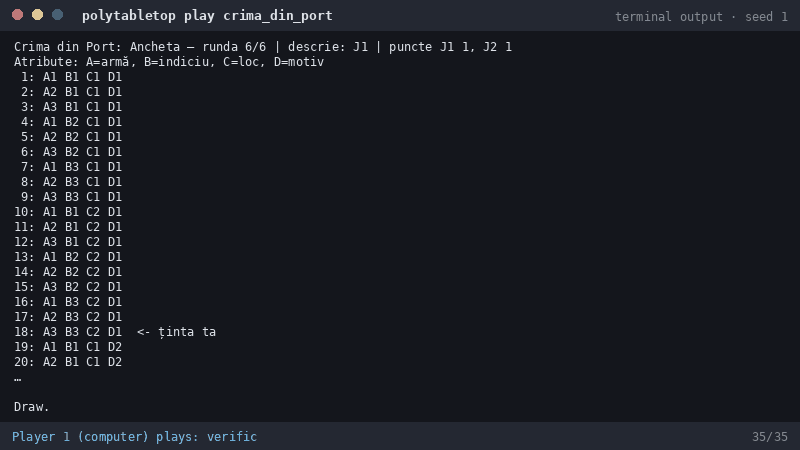 polytabletop play crima_din_port
terminal output · seed 1
Crima din Port: Ancheta — runda 6/6 | descrie: J1 | puncte J1 1, J2 1
Atribute: A=armă, B=indiciu, C=loc, D=motiv
1: A1 B1 C1 D1
2: A2 B1 C1 D1
3: A3 B1 C1 D1
4: A1 B2 C1 D1
5: A2 B2 C1 D1
6: A3 B2 C1 D1
7: A1 B3 C1 D1
8: A2 B3 C1 D1
9: A3 B3 C1 D1
10: A1 B1 C2 D1
11: A2 B1 C2 D1
12: A3 B1 C2 D1
13: A1 B2 C2 D1
14: A2 B2 C2 D1
15: A3 B2 C2 D1
16: A1 B3 C2 D1
17: A2 B3 C2 D1
18: A3 B3 C2 D1 <- ținta ta
19: A1 B1 C1 D2
20: A2 B1 C1 D2
…
Draw.
Player 1 (computer) plays: verific
35/35